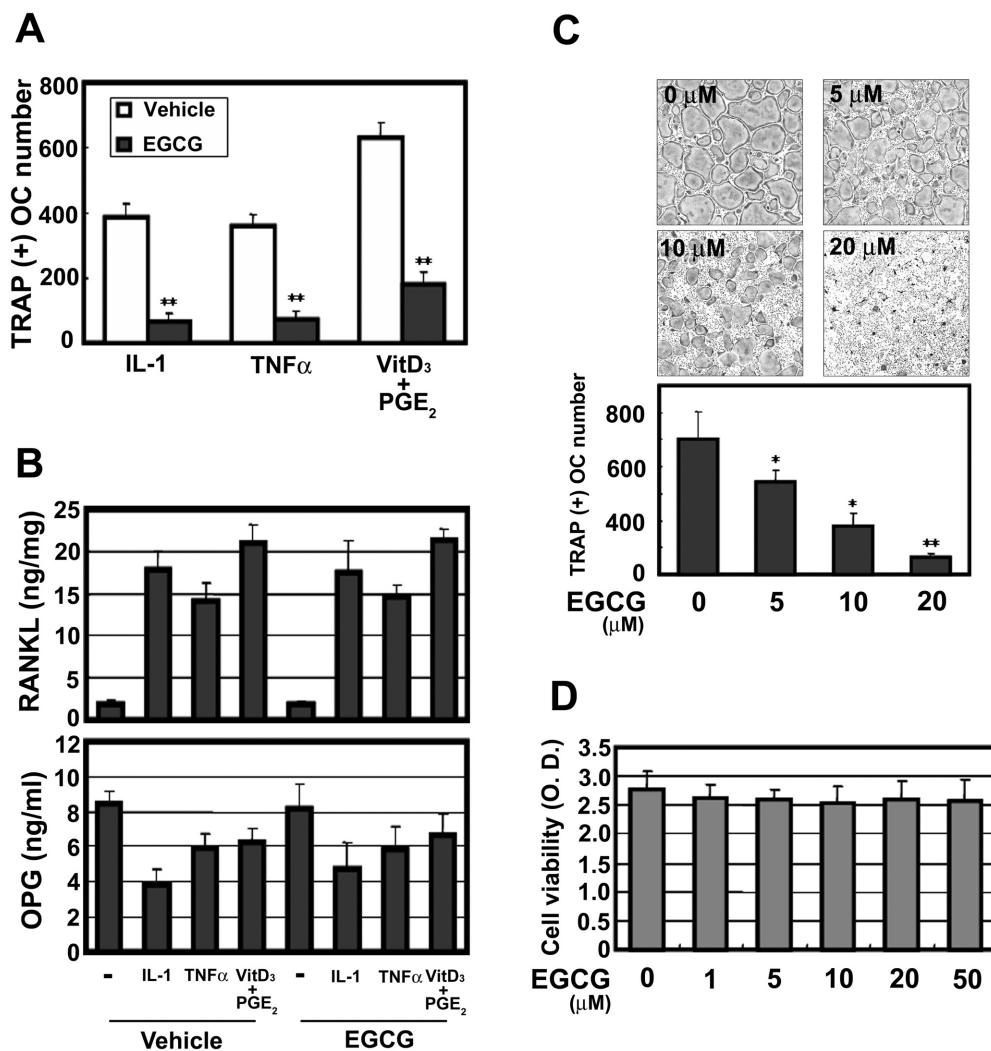 A
TRAP (+) OC number
800
600
400
200
0
Vehicle
EGCG
**
**
**
IL-1
TNFα
VitD₃
+
PGE₂
B
RANKL (ng/mg)
25
20
15
10
5
0
OPG (ng/ml)
12
10
8
6
4
2
0
- IL-1 TNFα VitD₃ - IL-1 TNFα VitD₃
+ +
PGE₂ PGE₂
Vehicle EGCG
C
0 μM
5 μM
10 μM
20 μM
TRAP (+) OC number
800
600
400
0
*
*
**
EGCG 0 5 10 20
(μM)
D
Cell viability (O. D.)
3.5
3.0
2.5
2.0
1.5
1.0
0.5
0
EGCG 0 1 5 10 20 50
(μM)